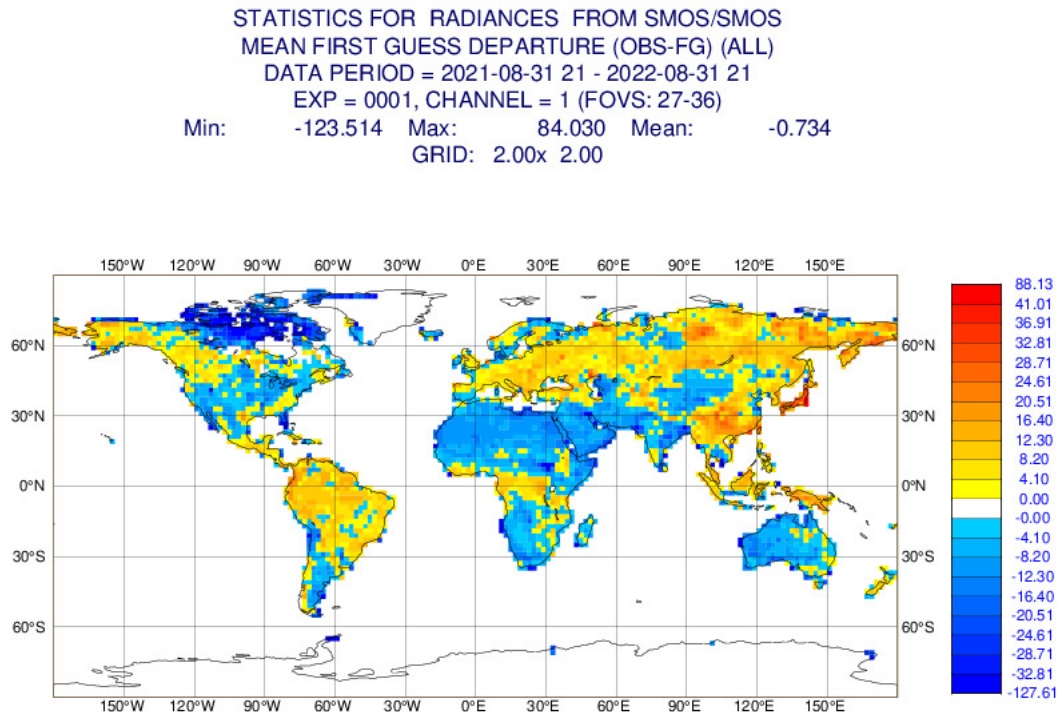 STATISTICS FOR RADIANCES FROM SMOS/SMOS
MEAN FIRST GUESS DEPARTURE (OBS-FG) (ALL)
DATA PERIOD = 2021-08-31 21 - 2022-08-31 21
EXP = 0001, CHANNEL = 1 (FOVS: 27-36)
Min: -123.514 Max: 84.030 Mean: -0.734
GRID: 2.00x 2.00
150°W 120°W 90°W 60°W 30°W 0°E 30°E 60°E 90°E 120°E 150°E
60°N 60°N
30°N 30°N
0°N 0°N
30°S 30°S
60°S 60°S
150°W 120°W 90°W 60°W 30°W 0°E 30°E 60°E 90°E 120°E 150°E
88.13
41.01
36.91
32.81
28.71
24.61
20.51
16.40
12.30
8.20
4.10
0.00
-0.00
-4.10
-8.20
-12.30
-16.40
-20.51
-24.61
-28.71
-32.81
-127.61